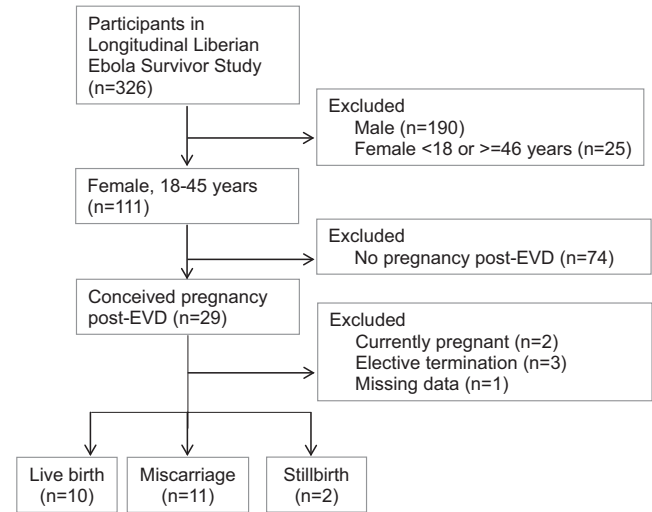 Participants in
Longitudinal Liberian
Ebola Survivor Study
(n=326)
Excluded
Male (n=190)
Female <18 or >=46 years (n=25)
Female, 18-45 years
(n=111)
Excluded
No pregnancy post-EVD (n=74)
Conceived pregnancy
post-EVD (n=29)
Excluded
Currently pregnant (n=2)
Elective termination (n=3)
Missing data (n=1)
Live birth
(n=10)
Miscarriage
(n=11)
Stillbirth
(n=2)